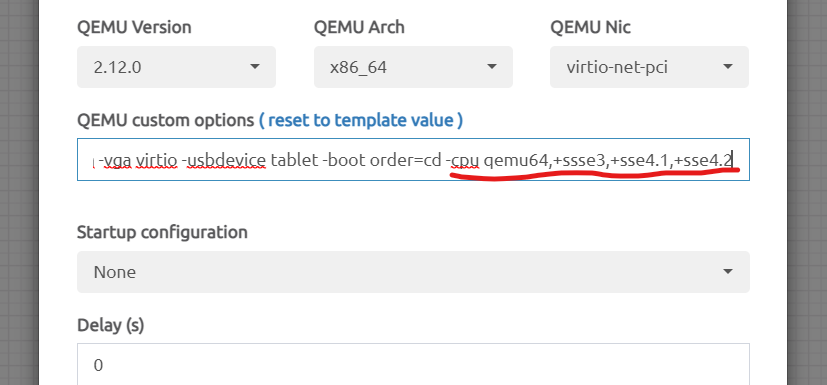 QEMU Version QEMU Arch QEMU Nic
2.12.0 x86_64 virtio-net-pci
QEMU custom options ( reset to template value )
-vga virtio -usbdevice tablet -boot order=cd -cpu qemu64,+ssse3,+sse4.1,+sse4.2
Startup configuration
None
Delay (s)
0